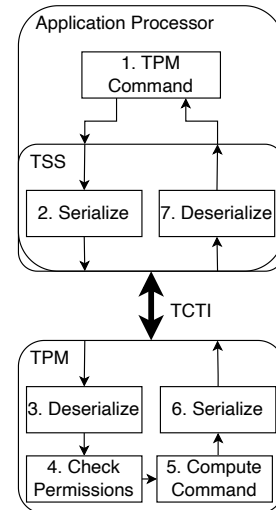 Application Processor
1. TPM
Command
TSS
2. Serialize
7. Deserialize
TCTI
TPM
3. Deserialize
6. Serialize
4. Check
Permissions
5. Compute
Command